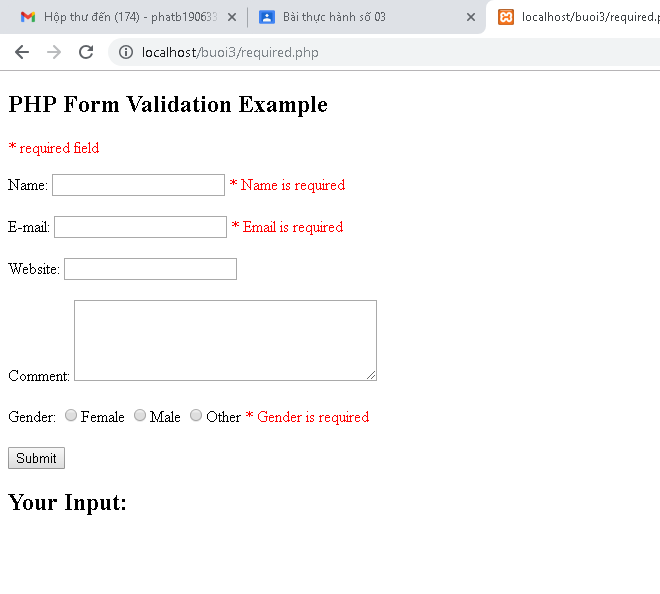 Hộp thư đến (174) - phatb190633
Bài thực hành số 03
localhost/buoi3/required.p
localhost/buoi3/required.php
PHP Form Validation Example
* required field
Name: * Name is required
E-mail: * Email is required
Website:
Comment:
Gender: Female Male Other * Gender is required
Submit
Your Input: